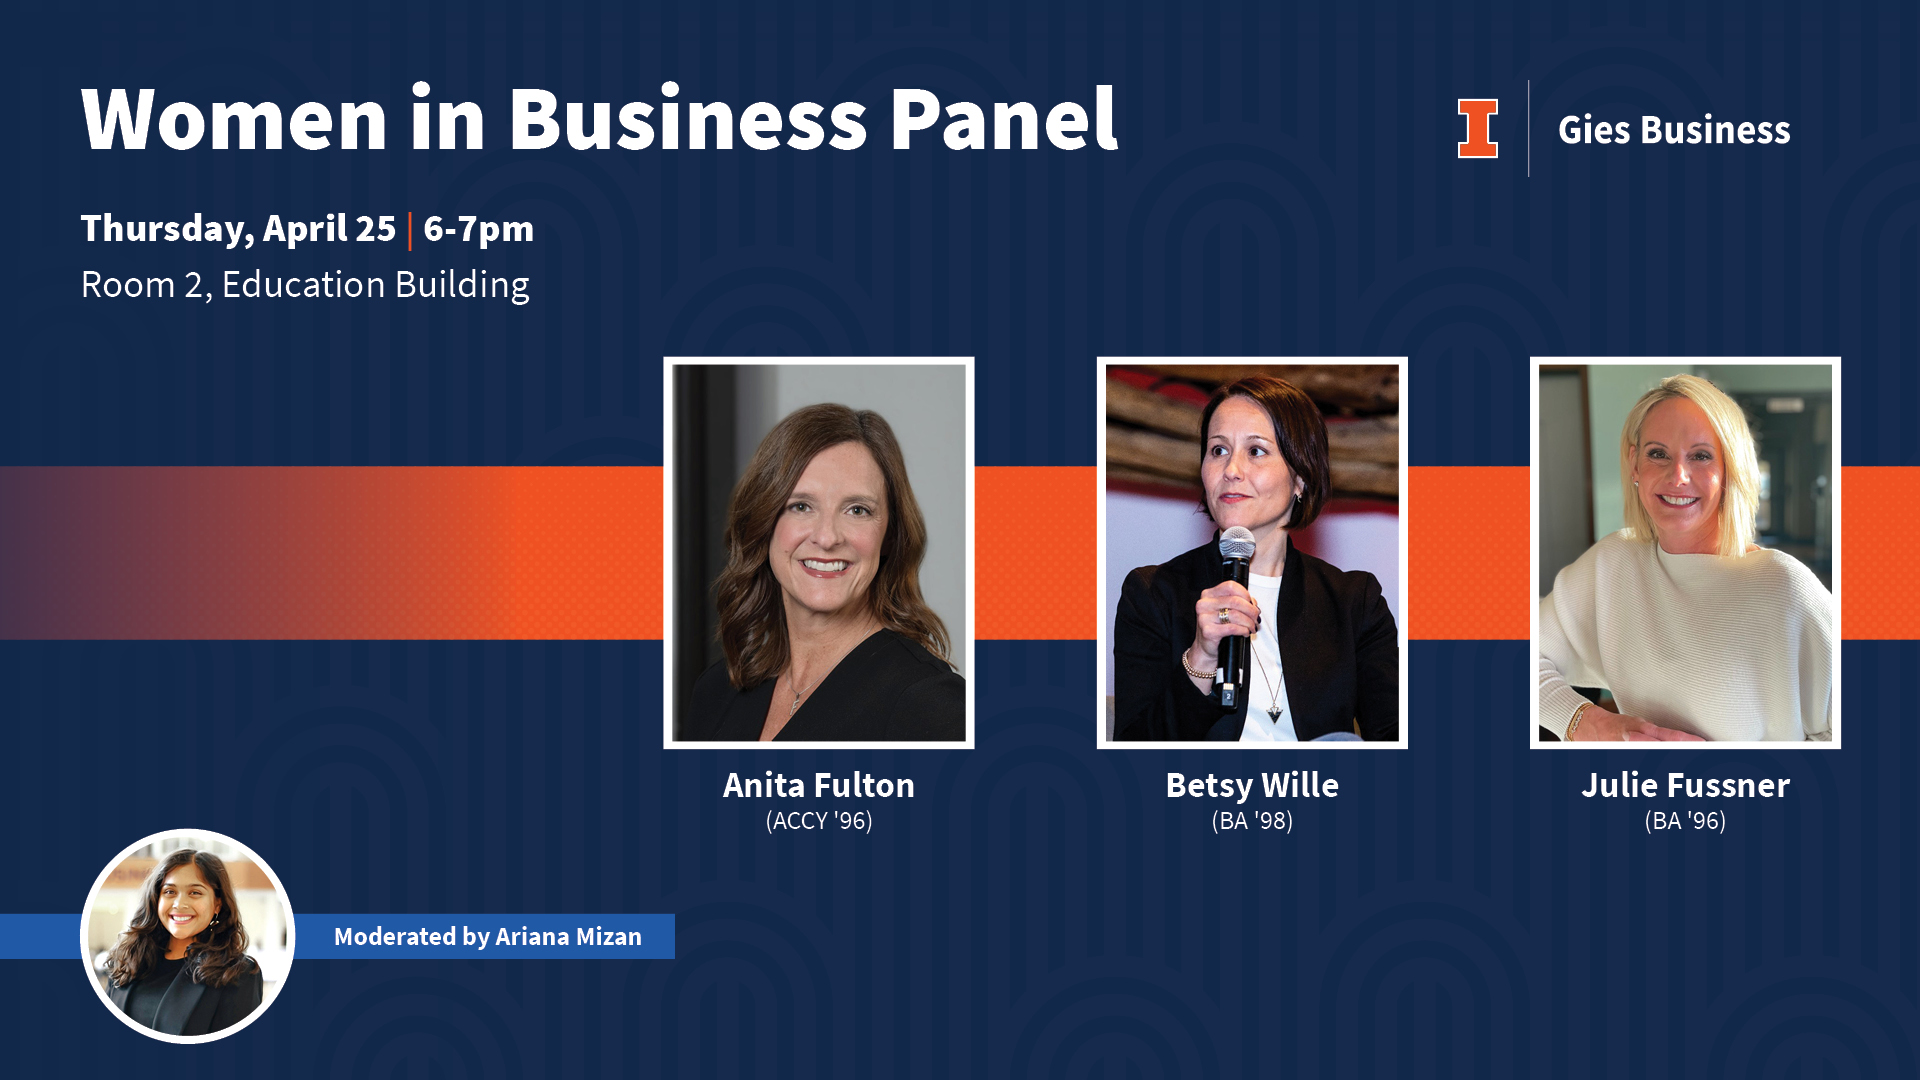 Women in Business Panel
I
Gies Business
Thursday, April 25 | 6-7pm
Room 2, Education Building
Anita Fulton
(ACCY '96)
Betsy Wille
(BA '98)
Julie Fussner
(BA '96)
Moderated by Ariana Mizan